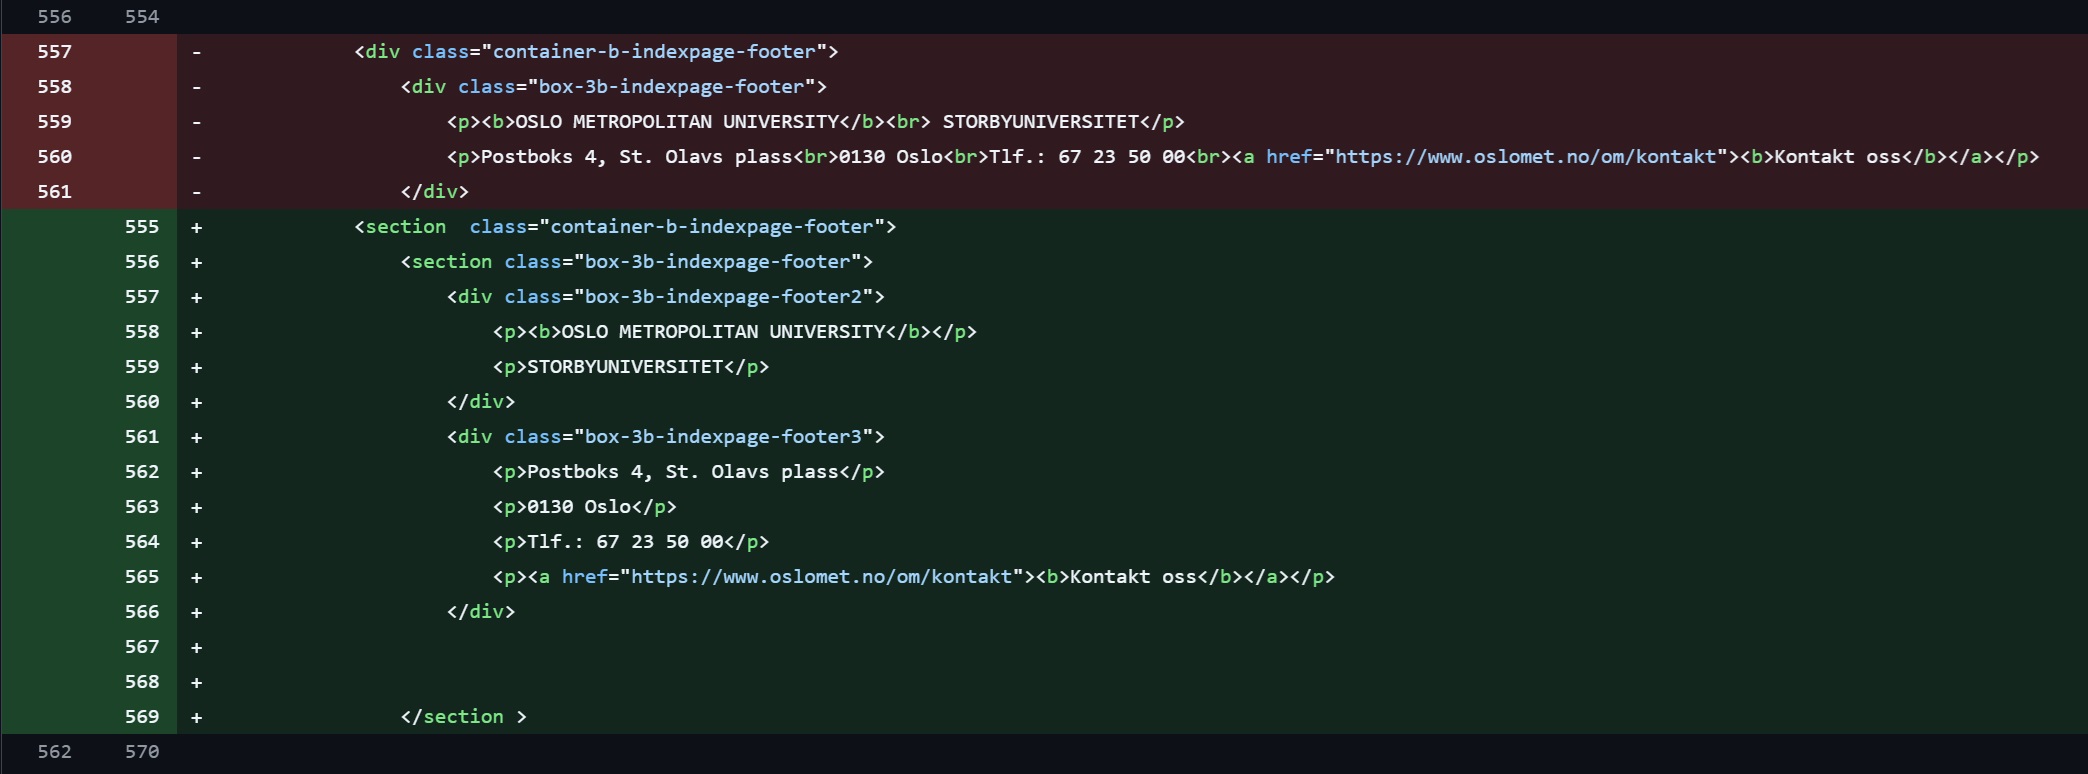 556 554
557 - <div class="container-b-indexpage-footer">
558 - <div class="box-3b-indexpage-footer">
559 - <p><b>OSLO METROPOLITAN UNIVERSITY</b><br> STORBYUNIVERSITET</p>
560 - <p>Postboks 4, St. Olavs plass<br>0130 Oslo<br>Tlf.: 67 23 50 00<br><a href="https://www.oslomet.no/om/kontakt"><b>Kontakt oss</b></a></p>
561 - </div>
555 + <section  class="container-b-indexpage-footer">
556 + <section class="box-3b-indexpage-footer">
557 + <div class="box-3b-indexpage-footer2">
558 + <p><b>OSLO METROPOLITAN UNIVERSITY</b></p>
559 + <p>STORBYUNIVERSITET</p>
560 + </div>
561 + <div class="box-3b-indexpage-footer3">
562 + <p>Postboks 4, St. Olavs plass</p>
563 + <p>0130 Oslo</p>
564 + <p>Tlf.: 67 23 50 00</p>
565 + <p><a href="https://www.oslomet.no/om/kontakt"><b>Kontakt oss</b></a></p>
566 + </div>
567 +
568 +
569 + </section >
562 570